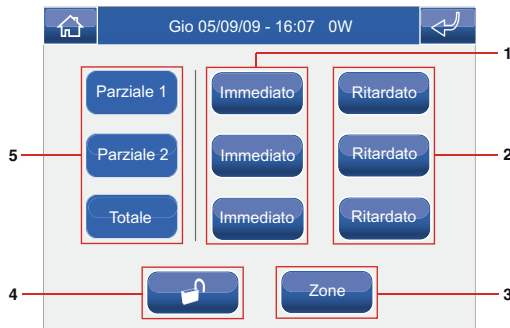 Gio 05/09/09 - 16:07 0W
1
Parziale 1 Immediato Ritardato
5 Parziale 2 Immediato Ritardato 2
Totale Immediato Ritardato
4 Zone 3